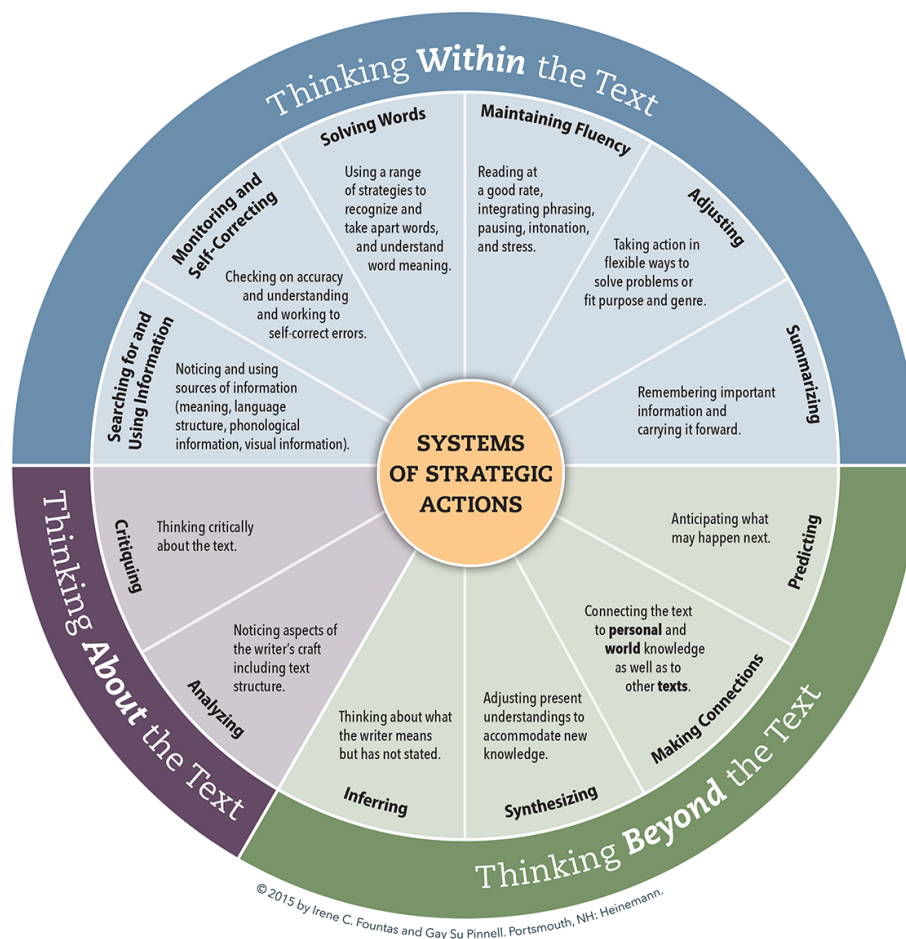 Thinking Within the Text
Searching for and
Using Information
Noticing and using
sources of information
(meaning, language
structure, phonological
information, visual information).
Monitoring and
Self-Correcting
Checking on accuracy
and understanding
and working to
self-correct errors.
Solving Words
Using a range
of strategies to
recognize and
take apart words,
and understand
word meaning.
Maintaining Fluency
Reading at
a good rate,
integrating phrasing,
pausing, intonation,
and stress.
Adjusting
Taking action in
flexible ways to
solve problems or
fit purpose and genre.
Summarizing
Remembering important
information and
carrying it forward.
SYSTEMS
OF STRATEGIC
ACTIONS
Thinking Beyond the Text
Predicting
Anticipating what
may happen next.
Making Connections
Connecting the text
to personal and
world knowledge
as well as to
other texts.
Synthesizing
Adjusting present
understandings to
accommodate new
knowledge.
Inferring
Thinking about what
the writer means
but has not stated.
Thinking About the Text
Analyzing
Noticing aspects of
the writer's craft
including text
structure.
Critiquing
Thinking critically
about the text.
© 2015 by Irene C. Fountas and Gay Su Pinnell. Portsmouth, NH: Heinemann.